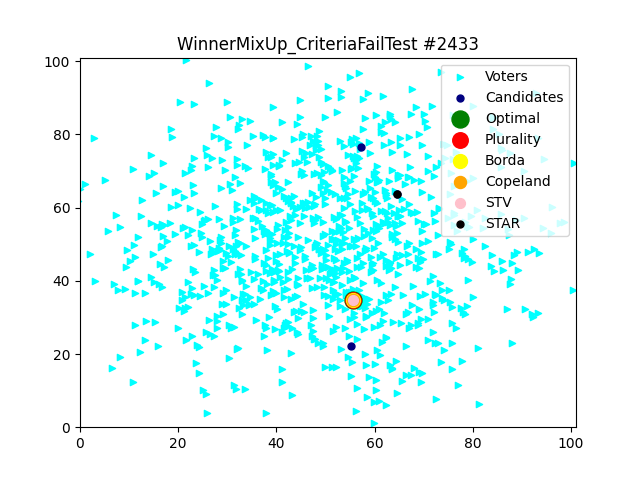 WinnerMixUp_CriteriaFailTest #2433
100
80
60
40
20
0
0
20
40
60
80
100
Voters
Candidates
Optimal
Plurality
Borda
Copeland
STV
STAR